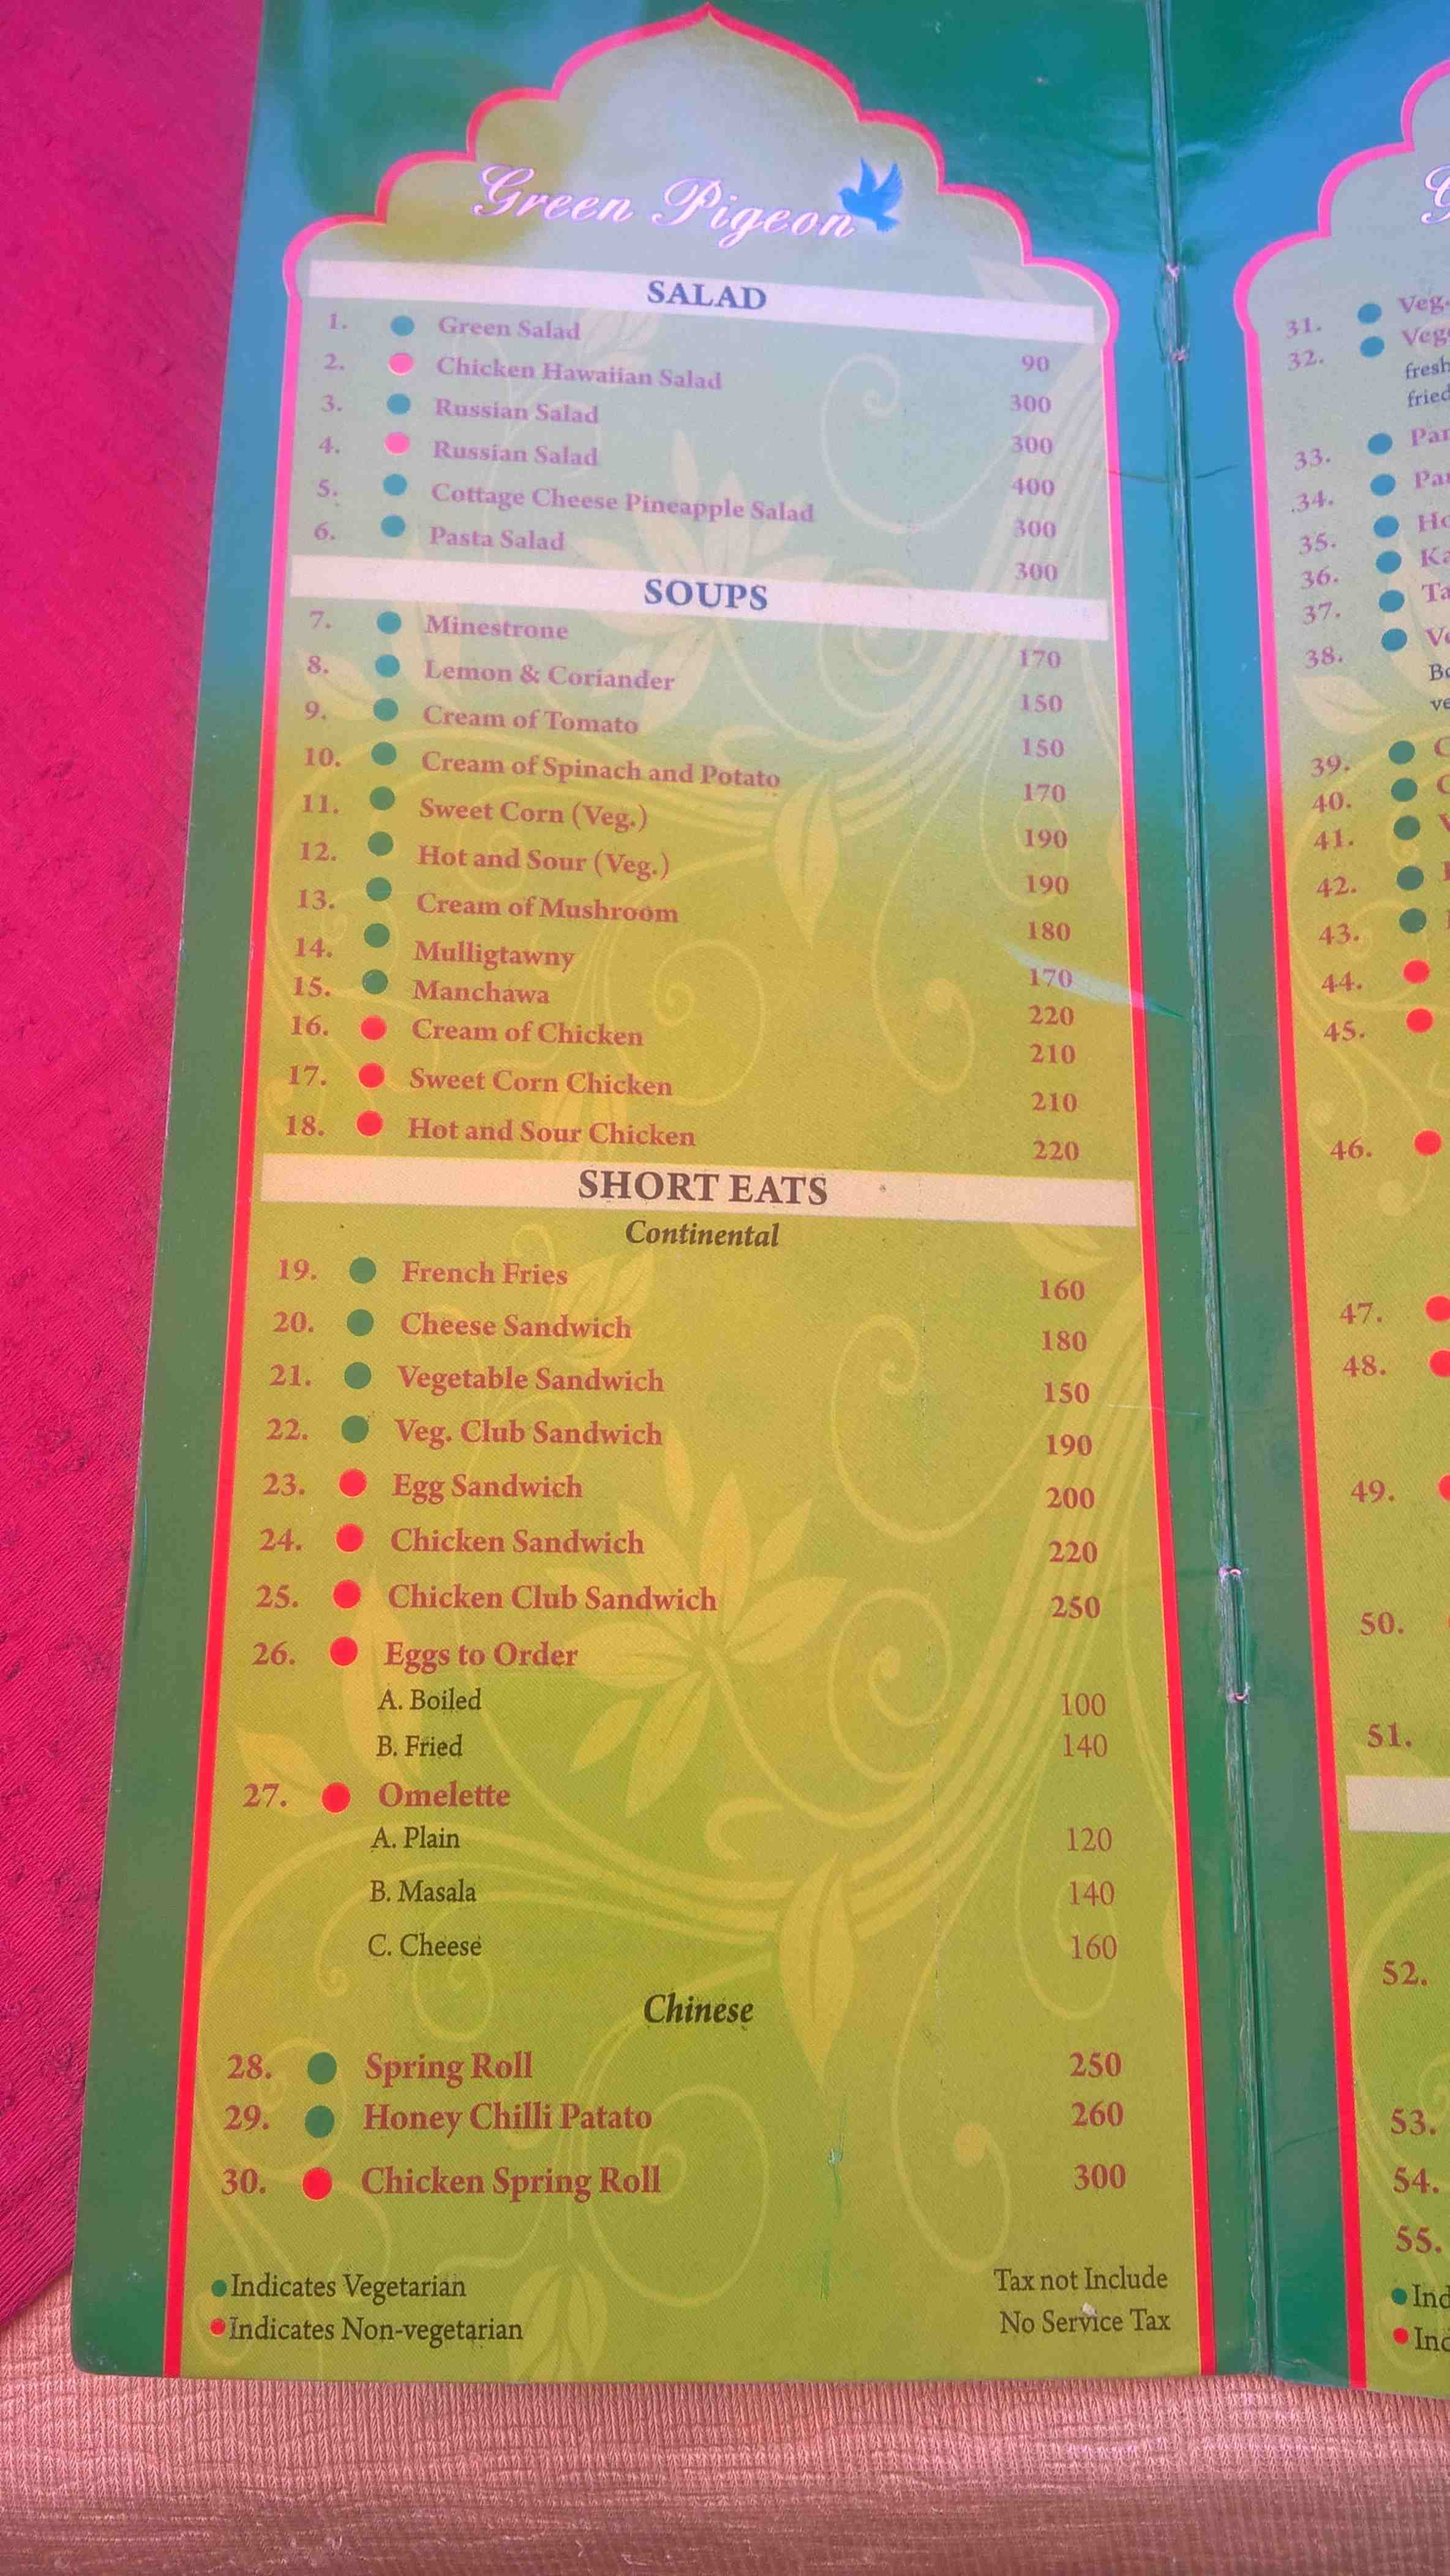 Green Pigeon
SALAD
1. Green Salad 90
2. Chicken Hawaiian Salad 300
3. Russian Salad 300
4. Russian Salad 400
5. Cottage Cheese Pineapple Salad 300
6. Pasta Salad 300
SOUPS
7. Minestrone 170
8. Lemon & Coriander 150
9. Cream of Tomato 150
10. Cream of Spinach and Potato 170
11. Sweet Corn (Veg.) 190
12. Hot and Sour (Veg.) 190
13. Cream of Mushroom 180
14. Mulligtawny 170
15. Manchawa 220
16. Cream of Chicken 210
17. Sweet Corn Chicken 210
18. Hot and Sour Chicken 220
SHORT EATS
Continental
19. French Fries 160
20. Cheese Sandwich 180
21. Vegetable Sandwich 150
22. Veg. Club Sandwich 190
23. Egg Sandwich 200
24. Chicken Sandwich 220
25. Chicken Club Sandwich 250
26. Eggs to Order
A. Boiled 100
B. Fried 140
27. Omelette
A. Plain 120
B. Masala 140
C. Cheese 160
Chinese
28. Spring Roll 250
29. Honey Chilli Patato 260
30. Chicken Spring Roll 300
Indicates Vegetarian
Indicates Non-vegetarian
Tax not Include
No Service Tax
31. Veg.
32.
fresh
fried
33.
34.
35.
36.
37.
38.
39.
40.
41.
42.
43.
44.
45.
46.
47.
48.
49.
50.
51.
52.
53.
54.
55.